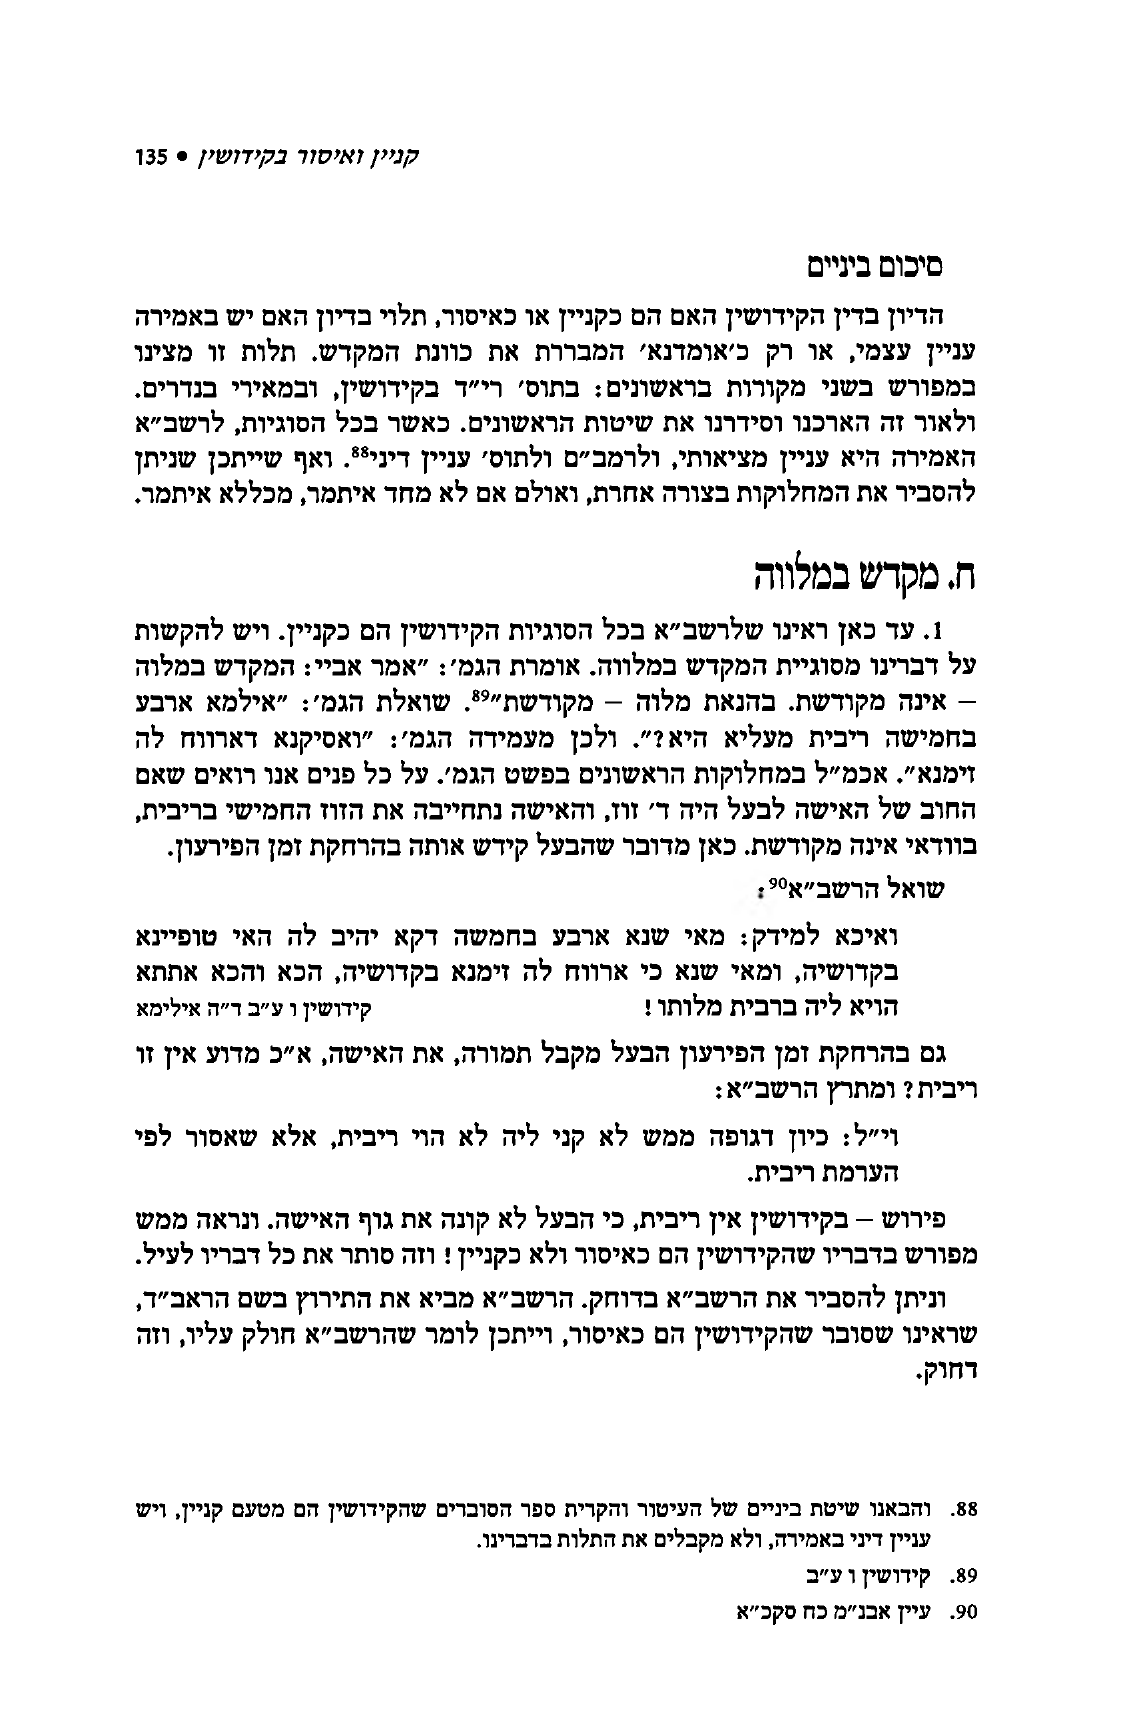 קניין ואיסור בקידושין • 135
סיכום ביניים
הדיון בדין הקידושין האם הם כקניין או כאיסור, תלוי בדיון האם יש באמירה
עניין עצמי, או רק כ'אומדנא' המבררת את כוונת המקדש. תלות זו מצינו
במפורש בשני מקורות בראשונים: בתוס' רי"ד בקידושין, ובמאירי בנדרים.
ולאור זה הארכנו וסידרנו את שיטות הראשונים. כאשר בכל הסוגיות, לרשב"א
האמירה היא עניין מציאותי, ולרמב"ם ולתוס' עניין דיני⁸⁸. ואף שייתכן שניתן
להסביר את המחלוקות בצורה אחרת, ואולם אם לא מחד איתמר, מכללא איתמר.
ח. מקדש במלווה
1. עד כאן ראינו שלרשב"א בכל הסוגיות הקידושין הם כקניין. ויש להקשות
על דברינו מסוגיית המקדש במלווה. אומרת הגמ': "אמר אביי: המקדש במלוה
– אינה מקודשת. בהנאת מלוה – מקודשת"⁸⁹. שואלת הגמ': "אילמא ארבע
בחמישה ריבית מעליא היא?". ולכן מעמידה הגמ': "ואסיקנא דארווח לה
זימנא". אכמ"ל במחלוקות הראשונים בפשט הגמ'. על כל פנים אנו רואים שאם
החוב של האישה לבעל היה ד' זוז, והאישה נתחייבה את הזוז החמישי בריבית,
בוודאי אינה מקודשת. כאן מדובר שהבעל קידש אותה בהרחקת זמן הפירעון.
שואל הרשב"א⁹⁰:
ואיכא למידק: מאי שנא ארבע בחמשה דקא יהיב לה האי טופיינא
בקדושיה, ומאי שנא כי ארווח לה זימנא בקדושיה, הכא והכא אתתא
הויא ליה ברבית מלותו! קידושין ו ע"ב ד"ה אילימא
גם בהרחקת זמן הפירעון הבעל מקבל תמורה, את האישה, א"כ מדוע אין זו
ריבית? ומתרץ הרשב"א:
וי"ל: כיון דגופה ממש לא קני ליה לא הוי ריבית, אלא שאסור לפי
הערמת ריבית.
פירוש – בקידושין אין ריבית, כי הבעל לא קונה את גוף האישה. ונראה ממש
מפורש בדבריו שהקידושין הם כאיסור ולא כקניין! וזה סותר את כל דבריו לעיל.
וניתן להסביר את הרשב"א בדוחק. הרשב"א מביא את התירוץ בשם הראב"ד,
שראינו שסובר שהקידושין הם כאיסור, וייתכן לומר שהרשב"א חולק עליו, וזה
דחוק.
88. והבאנו שיטת ביניים של העיטור והקרית ספר הסוברים שהקידושין הם מטעם קניין, ויש
עניין דיני באמירה, ולא מקבלים את התלות בדברינו.
89. קידושין ו ע"ב
90. עיין אבנ"מ כח סקכ"א